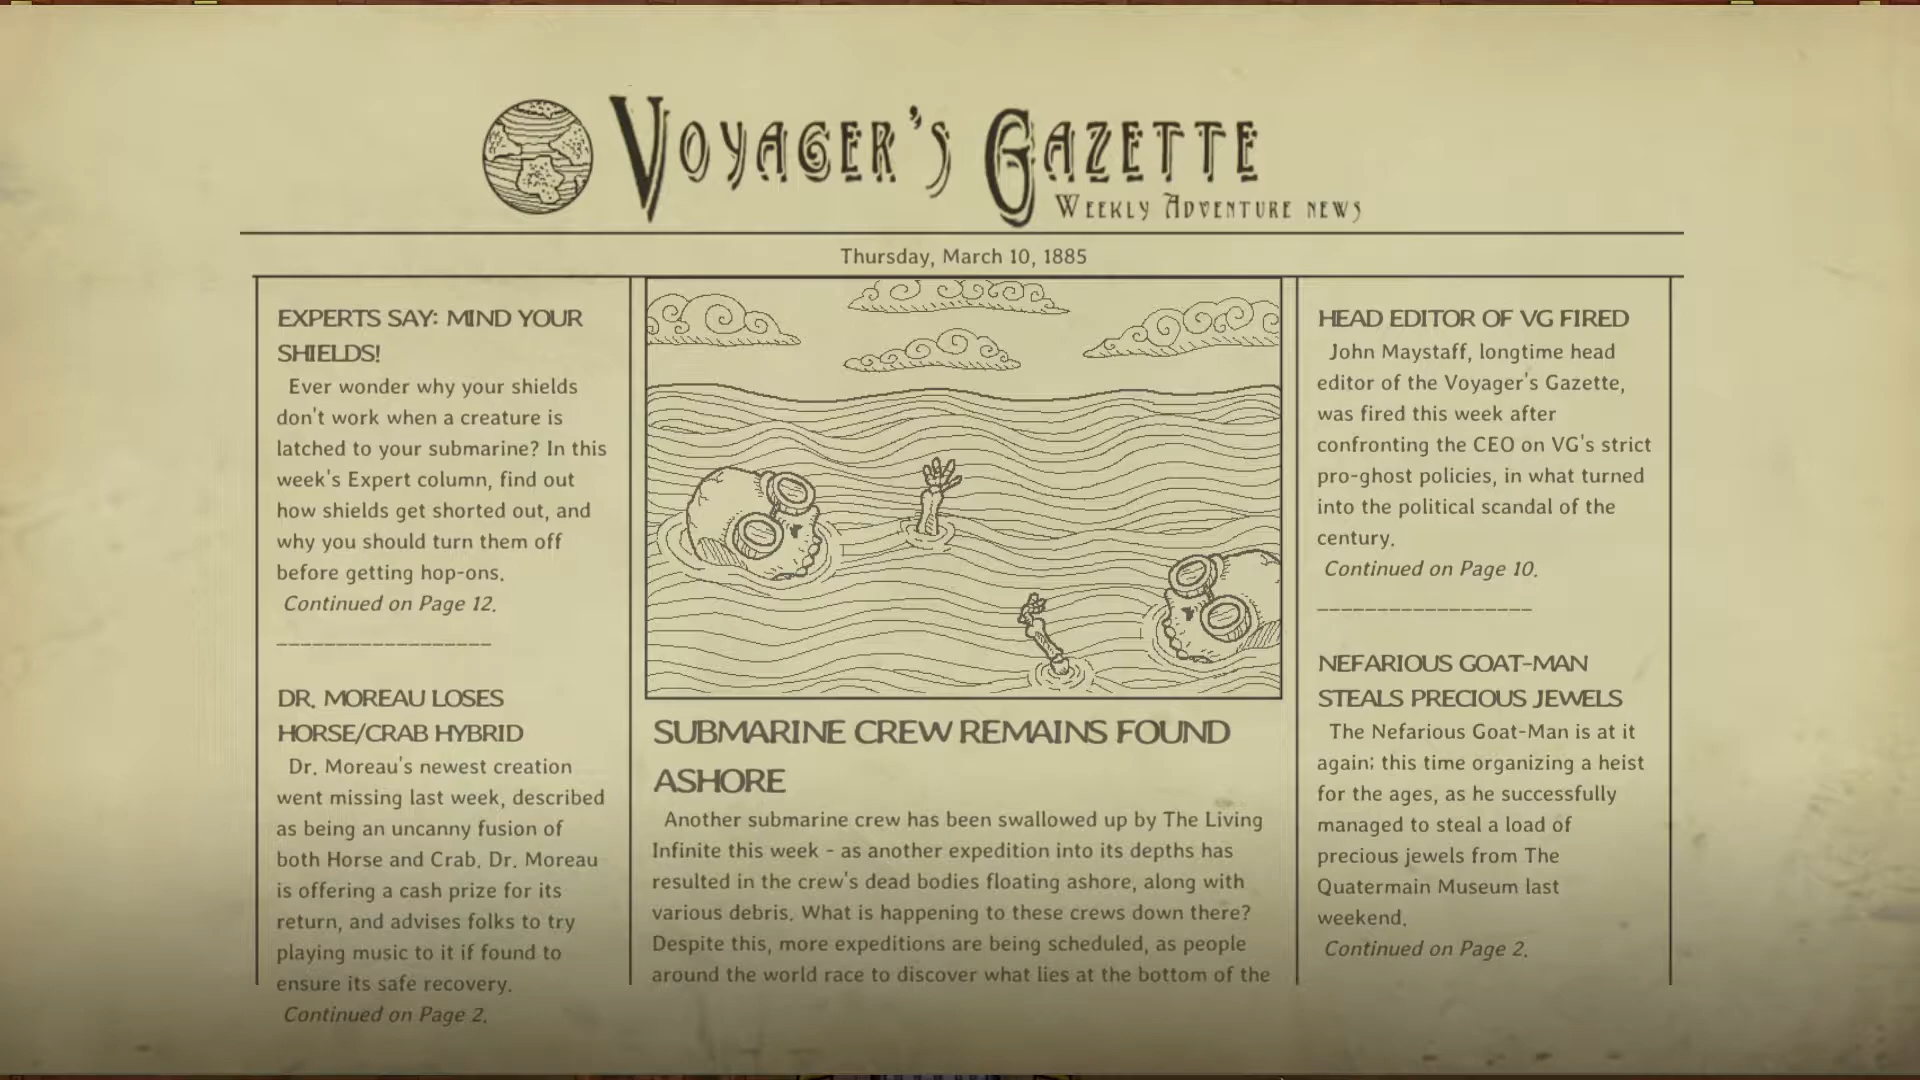 VOYAGER'S GAZETTE
WEEKLY ADVENTURE NEWS
Thursday, March 10, 1885
EXPERTS SAY: MIND YOUR
SHIELDS!
Ever wonder why your shields
don't work when a creature is
latched to your submarine? In this
week's Expert column, find out
how shields get shorted out, and
why you should turn them off
before getting hop-ons.
Continued on Page 12.
------------------
DR. MOREAU LOSES
HORSE/CRAB HYBRID
Dr. Moreau's newest creation
went missing last week, described
as being an uncanny fusion of
both Horse and Crab. Dr. Moreau
is offering a cash prize for its
return, and advises folks to try
playing music to it if found to
ensure its safe recovery.
Continued on Page 2.
SUBMARINE CREW REMAINS FOUND
ASHORE
Another submarine crew has been swallowed up by The Living
Infinite this week - as another expedition into its depths has
resulted in the crew's dead bodies floating ashore, along with
various debris. What is happening to these crews down there?
Despite this, more expeditions are being scheduled, as people
around the world race to discover what lies at the bottom of the
HEAD EDITOR OF VG FIRED
John Maystaff, longtime head
editor of the Voyager's Gazette,
was fired this week after
confronting the CEO on VG's strict
pro-ghost policies, in what turned
into the political scandal of the
century.
Continued on Page 10.
------------------
NEFARIOUS GOAT-MAN
STEALS PRECIOUS JEWELS
The Nefarious Goat-Man is at it
again; this time organizing a heist
for the ages, as he successfully
managed to steal a load of
precious jewels from The
Quatermain Museum last
weekend.
Continued on Page 2.